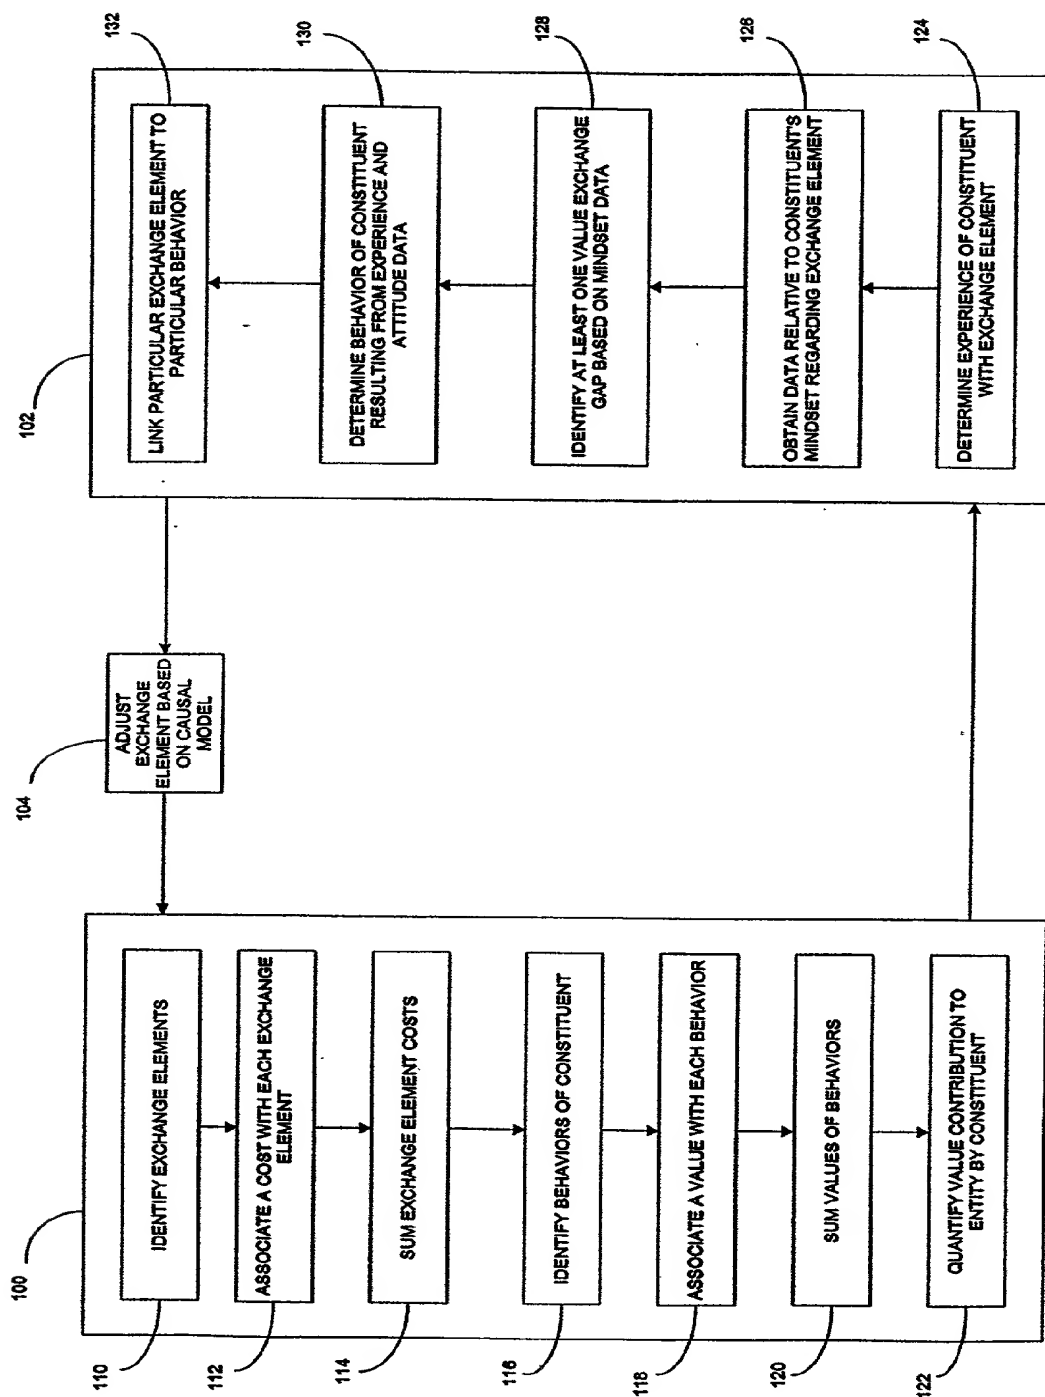 100
110
IDENTIFY EXCHANGE ELEMENTS
112
ASSOCIATE A COST WITH EACH EXCHANGE
ELEMENT
114
SUM EXCHANGE ELEMENT COSTS
116
IDENTIFY BEHAVIORS OF CONSTITUENT
118
ASSOCIATE A VALUE WITH EACH BEHAVIOR
120
SUM VALUES OF BEHAVIORS
122
QUANTIFY VALUE CONTRIBUTION TO
ENTITY BY CONSTITUENT
104
ADJUST
EXCHANGE
ELEMENT BASED
ON CAUSAL
MODEL
102
132
LINK PARTICULAR EXCHANGE ELEMENT TO
PARTICULAR BEHAVIOR
130
DETERMINE BEHAVIOR OF CONSTITUENT
RESULTING FROM EXPERIENCE AND
ATTITUDE DATA
128
IDENTIFY AT LEAST ONE VALUE EXCHANGE
GAP BASED ON MINDSET DATA
126
OBTAIN DATA RELATIVE TO CONSTITUENT'S
MINDSET REGARDING EXCHANGE ELEMENT
124
DETERMINE EXPERIENCE OF CONSTITUENT
WITH EXCHANGE ELEMENT